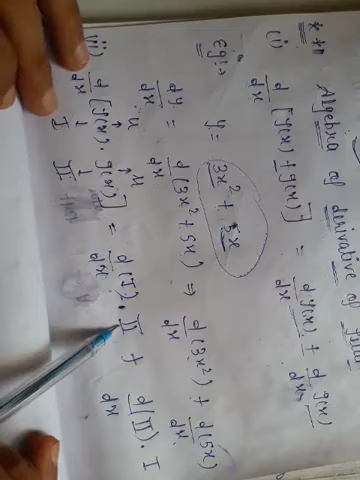 ** Algebra of derivative of
(i) d/dx [f(x) + g(x)] = d f(x)/dx + d g(x)/dx
Eg:→ y = 3x² + 5x
dy/dx = d/dx (3x² + 5x) ⇒ d(3x²)/dx + d(5x)/dx
(ii) d/dx [f(x) · g(x)] = d(I)/dx · II + d(II)/dx · I
I II